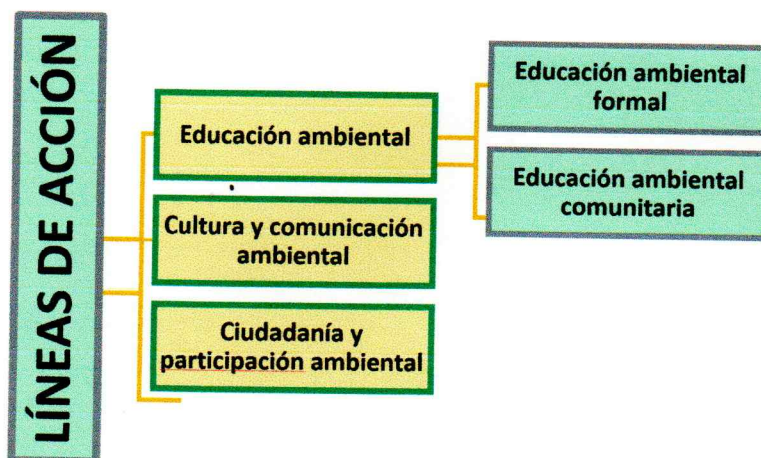 LÍNEAS DE ACCIÓN
Educación ambiental
Cultura y comunicación
ambiental
Ciudadanía y
participación ambiental
Educación ambiental
formal
Educación ambiental
comunitaria